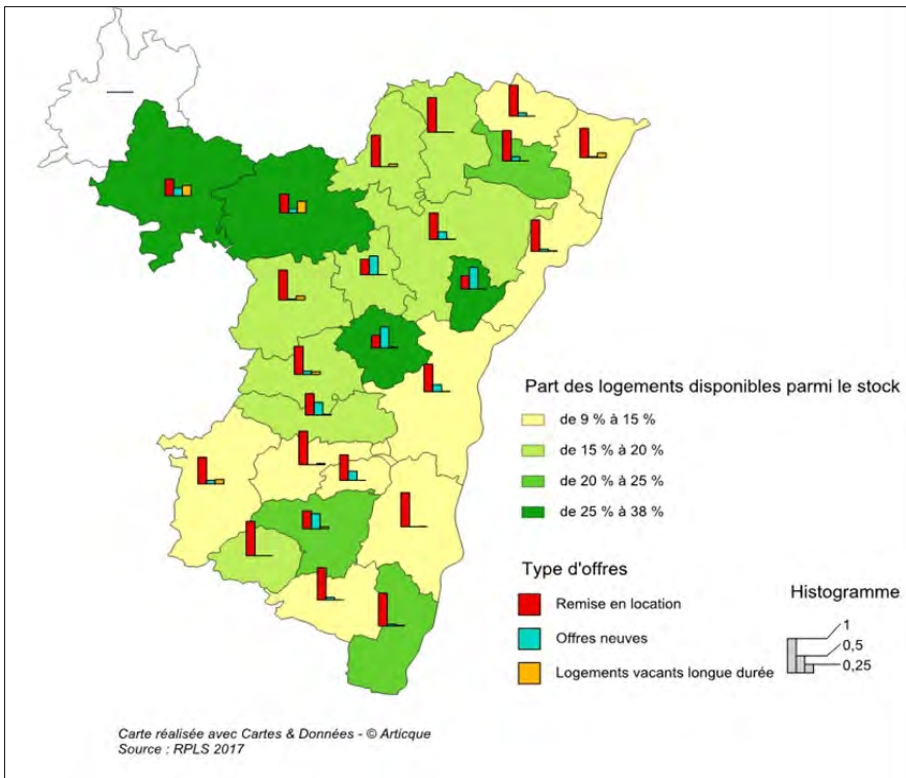 Part des logements disponibles parmi le stock
de 9 % à 15 %
de 15 % à 20 %
de 20 % à 25 %
de 25 % à 38 %
Type d'offres
Remise en location
Offres neuves
Logements vacants longue durée
Histogramme
1
0,5
0,25
Carte réalisée avec Cartes & Données - © Articque
Source : RPLS 2017